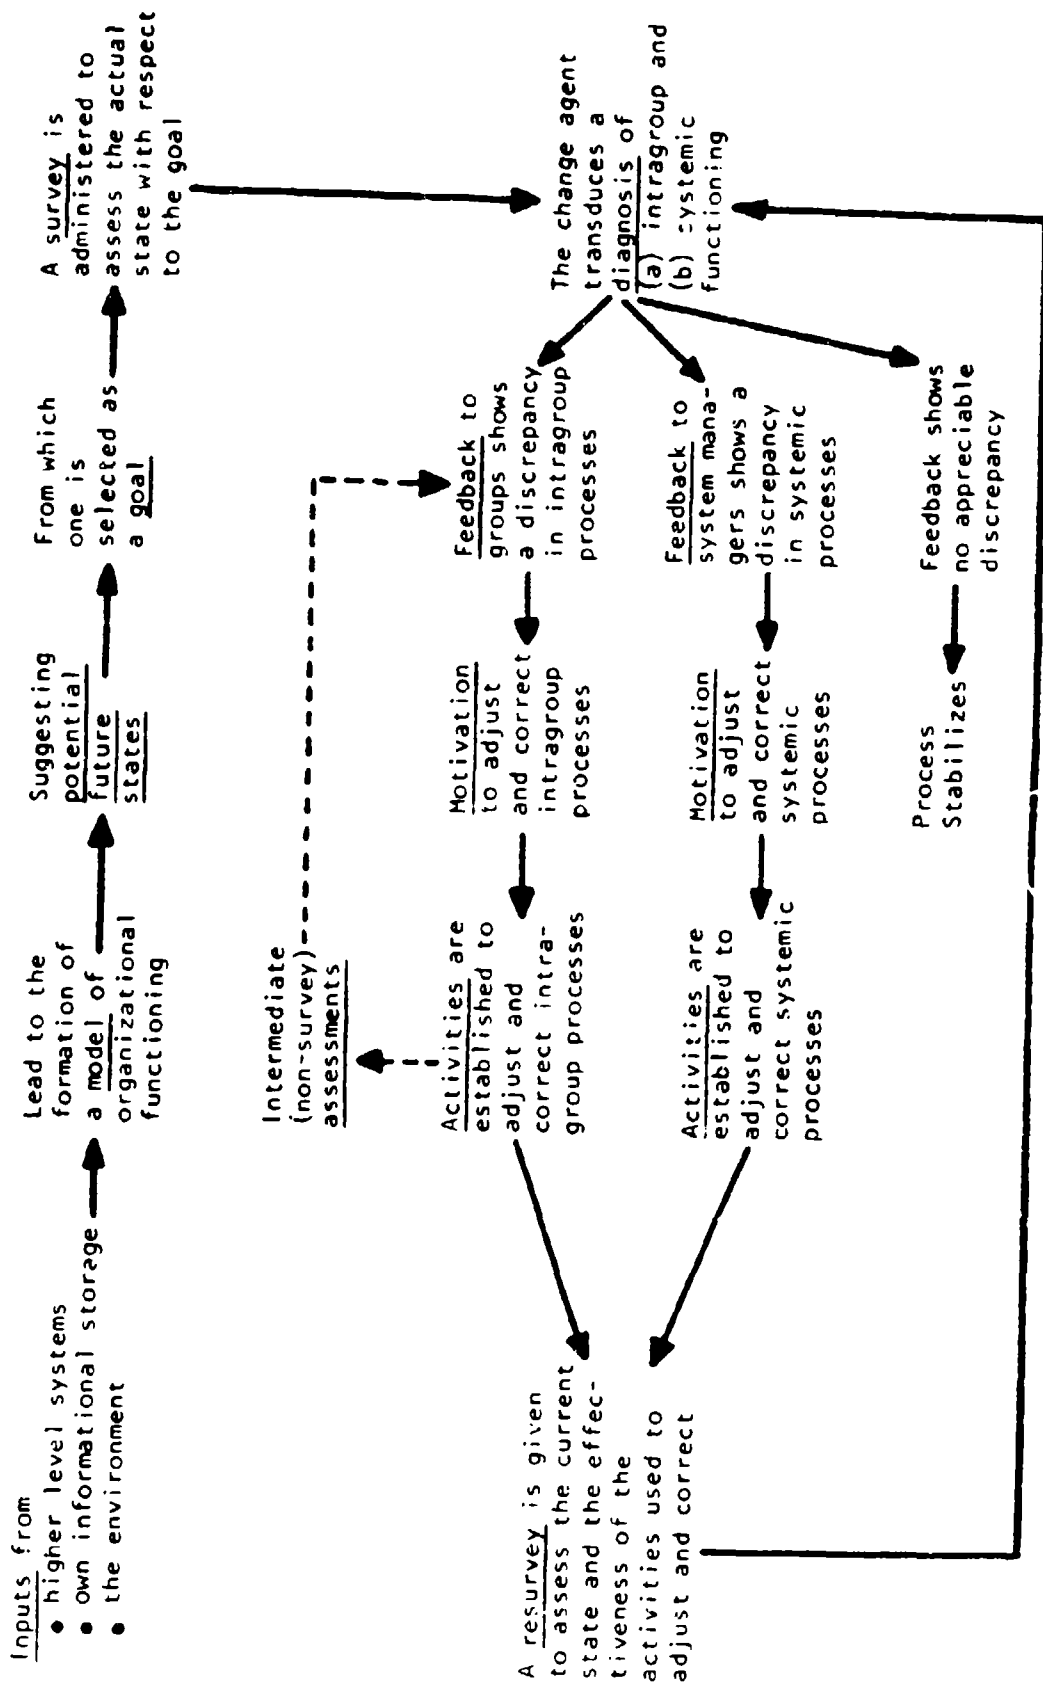 Inputs from
• higher level systems
• own informational storage
• the environment
Lead to the
formation of
a model of
organizational
functioning
Suggesting
potential
future
states
From which
one is
selected as
a goal
A survey is
administered to
assess the actual
state with respect
to the goal
The change agent
transduces a
diagnosis of
(a) intragroup and
(b) systemic
functioning
Feedback to
groups shows
a discrepancy
in intragroup
processes
Motivation
to adjust
and correct
intragroup
processes
Activities are
established to
adjust and
correct intra-
group processes
Intermediate
(non-survey)
assessments
Feedback to
system mana-
gers shows a
discrepancy
in systemic
processes
Motivation
to adjust
and correct
systemic
processes
Activities are
established to
adjust and
correct systemic
processes
Feedback shows
no appreciable
discrepancy
Process
Stabilizes
A resurvey is given
to assess the current
state and the effec-
tiveness of the
activities used to
adjust and correct